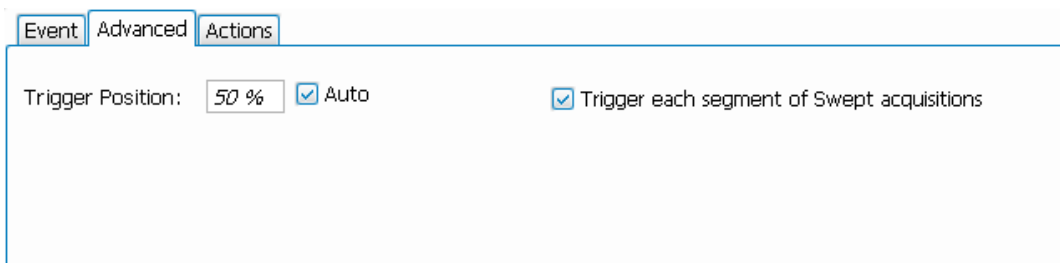 Event Advanced Actions
Trigger Position: 50 % Auto Trigger each segment of Swept acquisitions